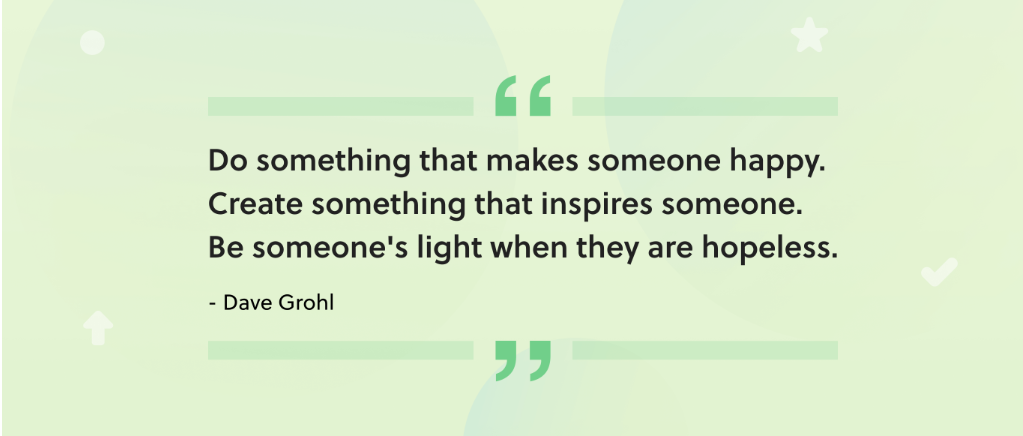 “
Do something that makes someone happy.
Create something that inspires someone.
Be someone's light when they are hopeless.
- Dave Grohl
”